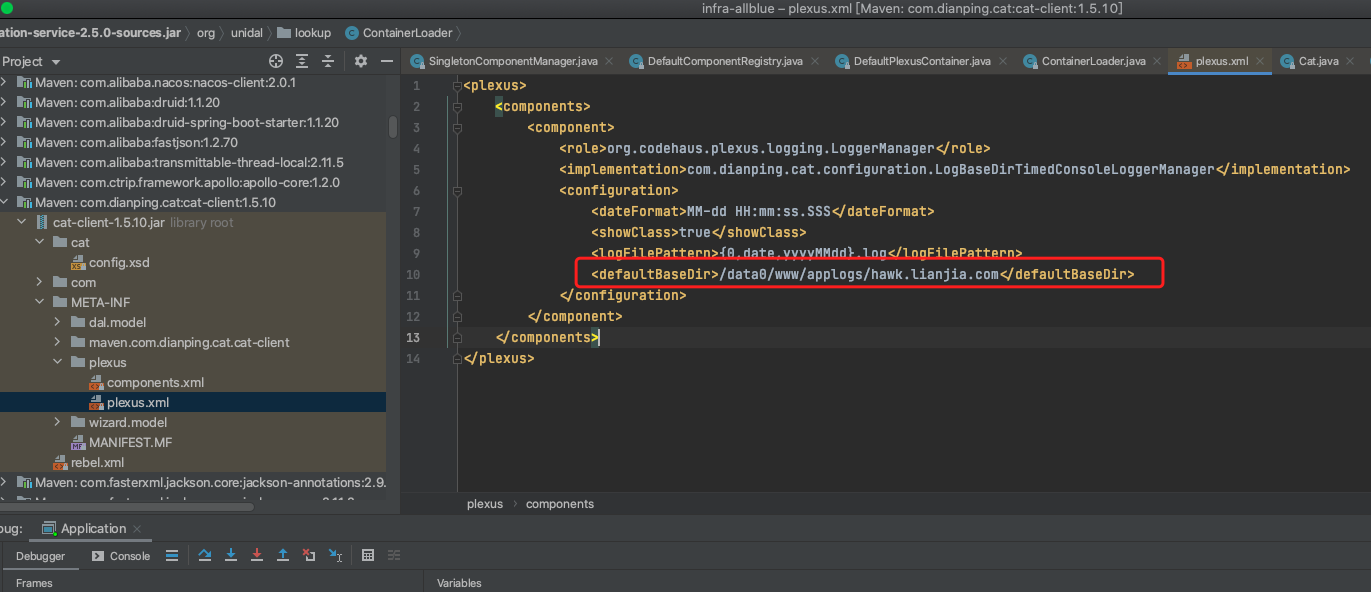 infra-allblue – plexus.xml [Maven: com.dianping.cat:cat-client:1.5.10]
ation-service-2.5.0-sources.jar org unidal lookup ContainerLoader
Project
SingletonComponentManager.java DefaultComponentRegistry.java DefaultPlexusContainer.java ContainerLoader.java plexus.xml Cat.java
Maven: com.alibaba.nacos:nacos-client:2.0.1
Maven: com.alibaba:druid:1.1.20
Maven: com.alibaba:druid-spring-boot-starter:1.1.20
Maven: com.alibaba:fastjson:1.2.70
Maven: com.alibaba:transmittable-thread-local:2.11.5
Maven: com.ctrip.framework.apollo:apollo-core:1.2.0
Maven: com.dianping.cat:cat-client:1.5.10
cat-client-1.5.10.jar library root
cat
config.xsd
com
META-INF
dal.model
maven.com.dianping.cat.cat-client
plexus
components.xml
plexus.xml
wizard.model
MANIFEST.MF
rebel.xml
Maven: com.fasterxml.jackson.core:jackson-annotations:2.9.
1 <plexus>
2 <components>
3 <component>
4 <role>org.codehaus.plexus.logging.LoggerManager</role>
5 <implementation>com.dianping.cat.configuration.LogBaseDirTimedConsoleLoggerManager</implementation>
6 <configuration>
7 <dateFormat>MM-dd HH:mm:ss.SSS</dateFormat>
8 <showClass>true</showClass>
9 <logFilePattern>{0,date,yyyyMMdd}.log</logFilePattern>
10 <defaultBaseDir>/data0/www/applogs/hawk.lianjia.com</defaultBaseDir>
11 </configuration>
12 </component>
13 </components>
14 </plexus>
plexus components
bug: Application
Debugger Console
Frames Variables